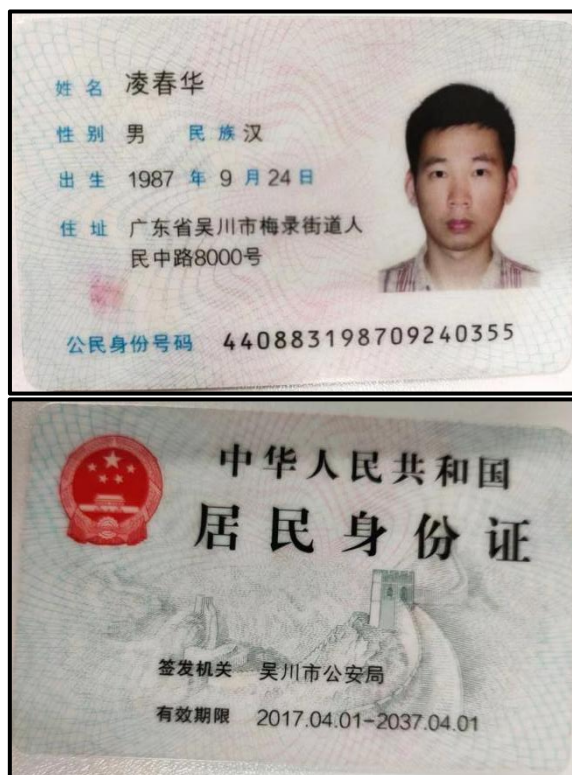 姓名 凌春华
性别 男 民族 汉
出生 1987 年 9 月 24 日
住址 广东省吴川市梅录街道人
民中路8000号
公民身份号码 440883198709240355
中华人民共和国
居民身份证
签发机关 吴川市公安局
有效期限 2017.04.01-2037.04.01